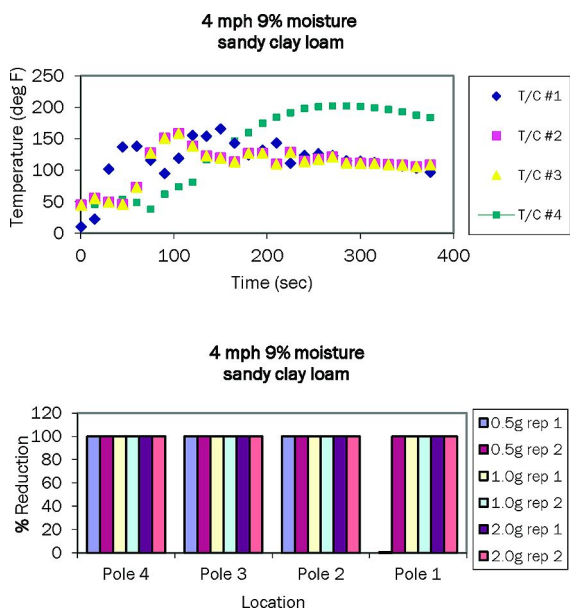 4 mph 9% moisture
sandy clay loam
Temperature (deg F)
250
200
150
100
50
0
0 100 200 300 400
Time (sec)
T/C #1
T/C #2
T/C #3
T/C #4
4 mph 9% moisture
sandy clay loam
% Reduction
120
100
80
60
40
20
0
Pole 4 Pole 3 Pole 2 Pole 1
Location
0.5g rep 1
0.5g rep 2
1.0g rep 1
1.0g rep 2
2.0g rep 1
2.0g rep 2